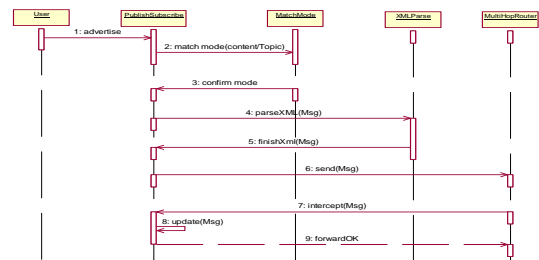 User
PublishSubscribe
MatchMode
XMLParse
MultiHopRouter
1: advertise
2: match mode(content/Topic)
3: confirm mode
4: parseXML(Msg)
5: finishXml(Msg)
6: send(Msg)
7: intercept(Msg)
8: update(Msg)
9: forwardOK